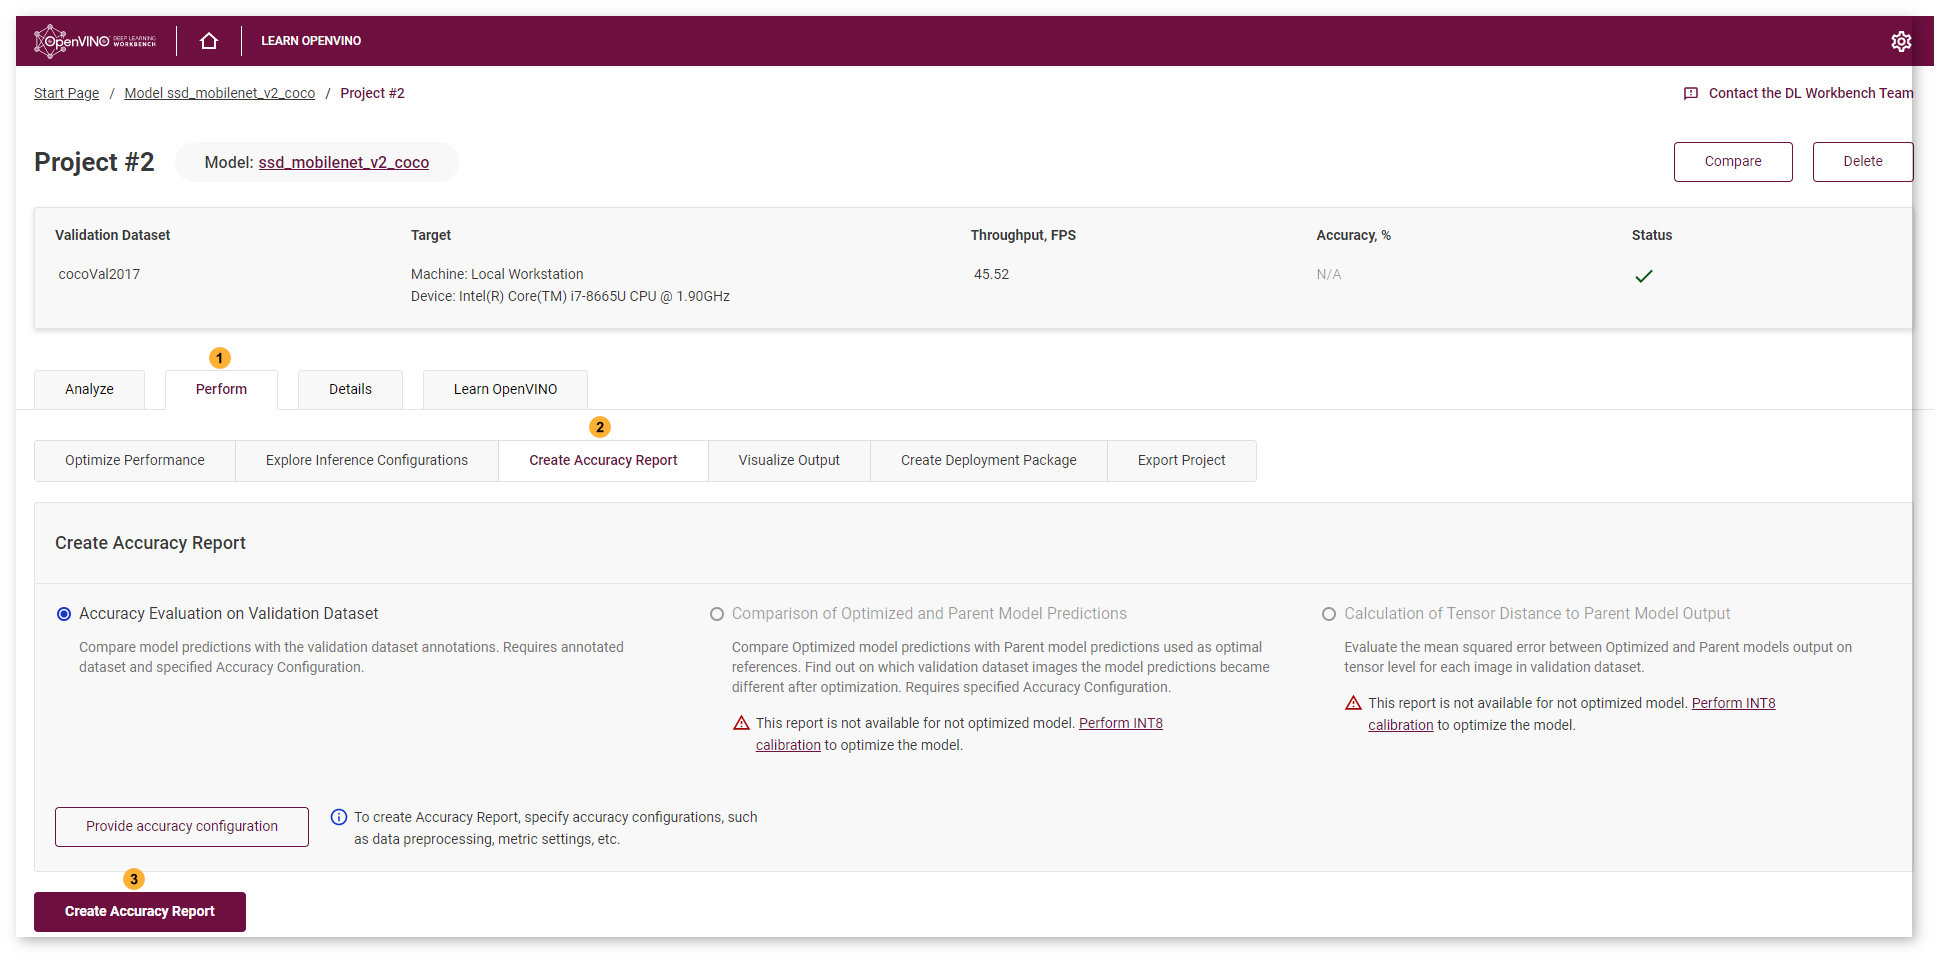 OpenVINO DEEP LEARNING WORKBENCH
LEARN OPENVINO
Start Page / Model ssd_mobilenet_v2_coco / Project #2
Contact the DL Workbench Team
Project #2
Model: ssd_mobilenet_v2_coco
Compare
Delete
Validation Dataset
Target
Throughput, FPS
Accuracy, %
Status
cocoVal2017
Machine: Local Workstation
Device: Intel(R) Core(TM) i7-8665U CPU @ 1.90GHz
45.52
N/A
1
Analyze
Perform
Details
Learn OpenVINO
2
Optimize Performance
Explore Inference Configurations
Create Accuracy Report
Visualize Output
Create Deployment Package
Export Project
Create Accuracy Report
Accuracy Evaluation on Validation Dataset
Compare model predictions with the validation dataset annotations. Requires annotated
dataset and specified Accuracy Configuration.
Comparison of Optimized and Parent Model Predictions
Compare Optimized model predictions with Parent model predictions used as optimal
references. Find out on which validation dataset images the model predictions became
different after optimization. Requires specified Accuracy Configuration.
This report is not available for not optimized model. Perform INT8
calibration to optimize the model.
Calculation of Tensor Distance to Parent Model Output
Evaluate the mean squared error between Optimized and Parent models output on
tensor level for each image in validation dataset.
This report is not available for not optimized model. Perform INT8
calibration to optimize the model.
Provide accuracy configuration
To create Accuracy Report, specify accuracy configurations, such
as data preprocessing, metric settings, etc.
3
Create Accuracy Report